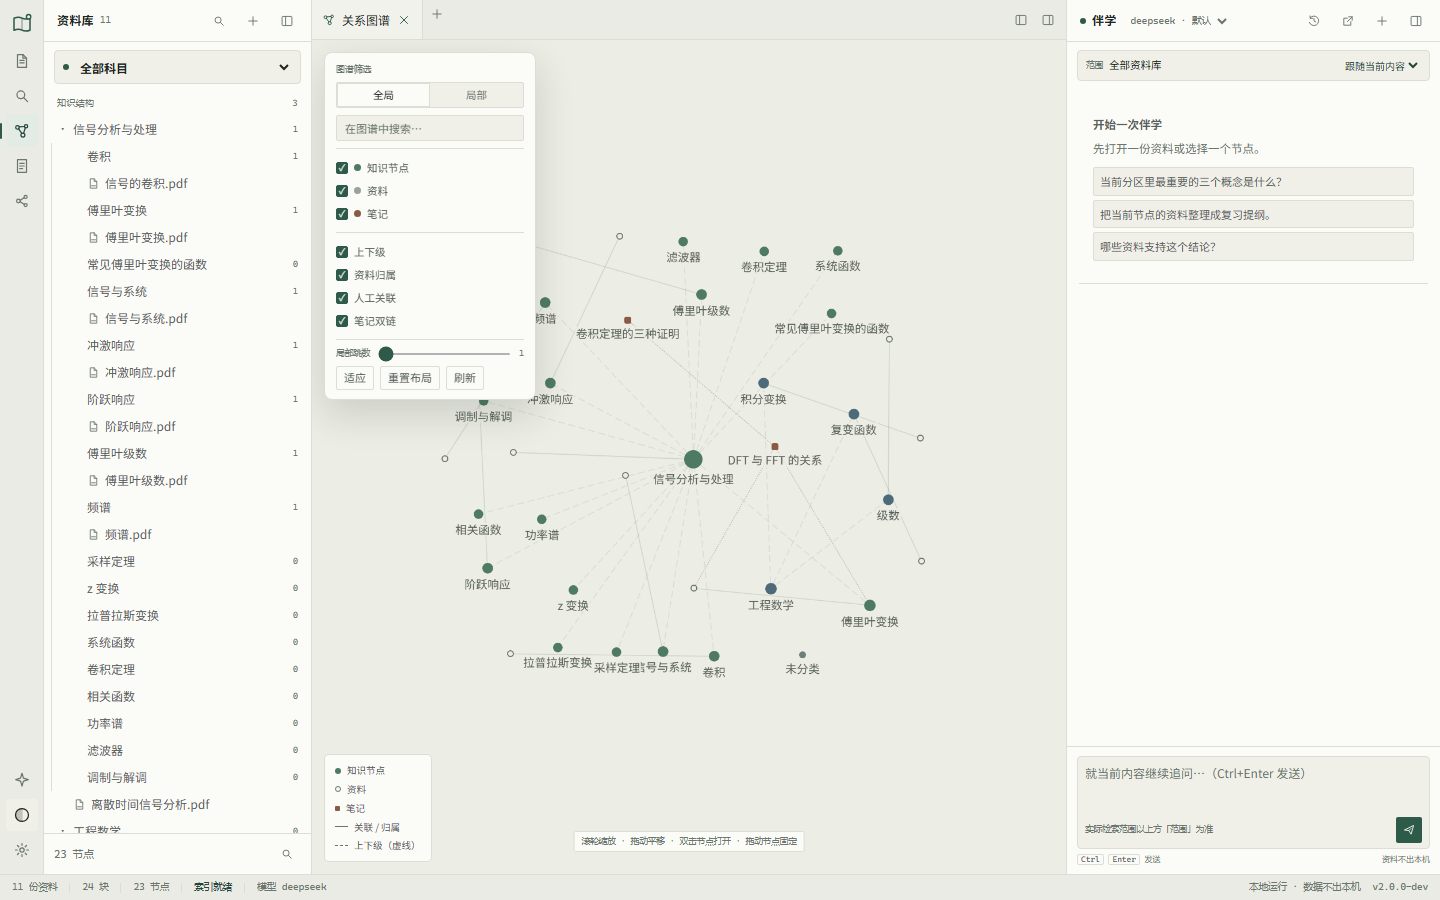 资料库 11
全部科目
知识结构 3
信号分析与处理 1
卷积 1
信号的卷积.pdf
傅里叶变换 1
傅里叶变换.pdf
常见傅里叶变换的函数 0
信号与系统 1
信号与系统.pdf
冲激响应 1
冲激响应.pdf
阶跃响应 1
阶跃响应.pdf
傅里叶级数 1
傅里叶级数.pdf
频谱 1
频谱.pdf
采样定理 0
z 变换 0
拉普拉斯变换 0
系统函数 0
卷积定理 0
相关函数 0
功率谱 0
滤波器 0
调制与解调 0
离散时间信号分析.pdf
工程数学 0
23 节点
关系图谱
图谱筛选
全局 局部
在图谱中搜索…
知识节点
资料
笔记
上下级
资料归属
人工关联
笔记双链
局部跳数 1
适应 重置布局 刷新
滤波器
卷积定理
系统函数
傅里叶级数
频谱
卷积定理的三种证明
常见傅里叶变换的函数
冲激响应
积分变换
调制与解调
复变函数
DFT 与 FFT 的关系
信号分析与处理
级数
相关函数
功率谱
阶跃响应
z 变换
工程数学
傅里叶变换
拉普拉斯变换
采样定理
信号与系统
卷积
未分类
知识节点
资料
笔记
关联 / 归属
上下级（虚线）
滚轮缩放 · 拖动平移 · 双击节点打开 · 拖动节点固定
伴学 deepseek · 默认
范围 全部资料库 跟随当前内容
开始一次伴学
先打开一份资料或选择一个节点。
当前分区里最重要的三个概念是什么？
把当前节点的资料整理成复习提纲。
哪些资料支持这个结论？
就当前内容继续追问…（Ctrl+Enter 发送）
实际检索范围以上方「范围」为准
Ctrl Enter 发送 资料不出本机
11 份资料 24 块 23 节点 索引就绪 模型 deepseek
本地运行 · 数据不出本机 v2.0.0-dev